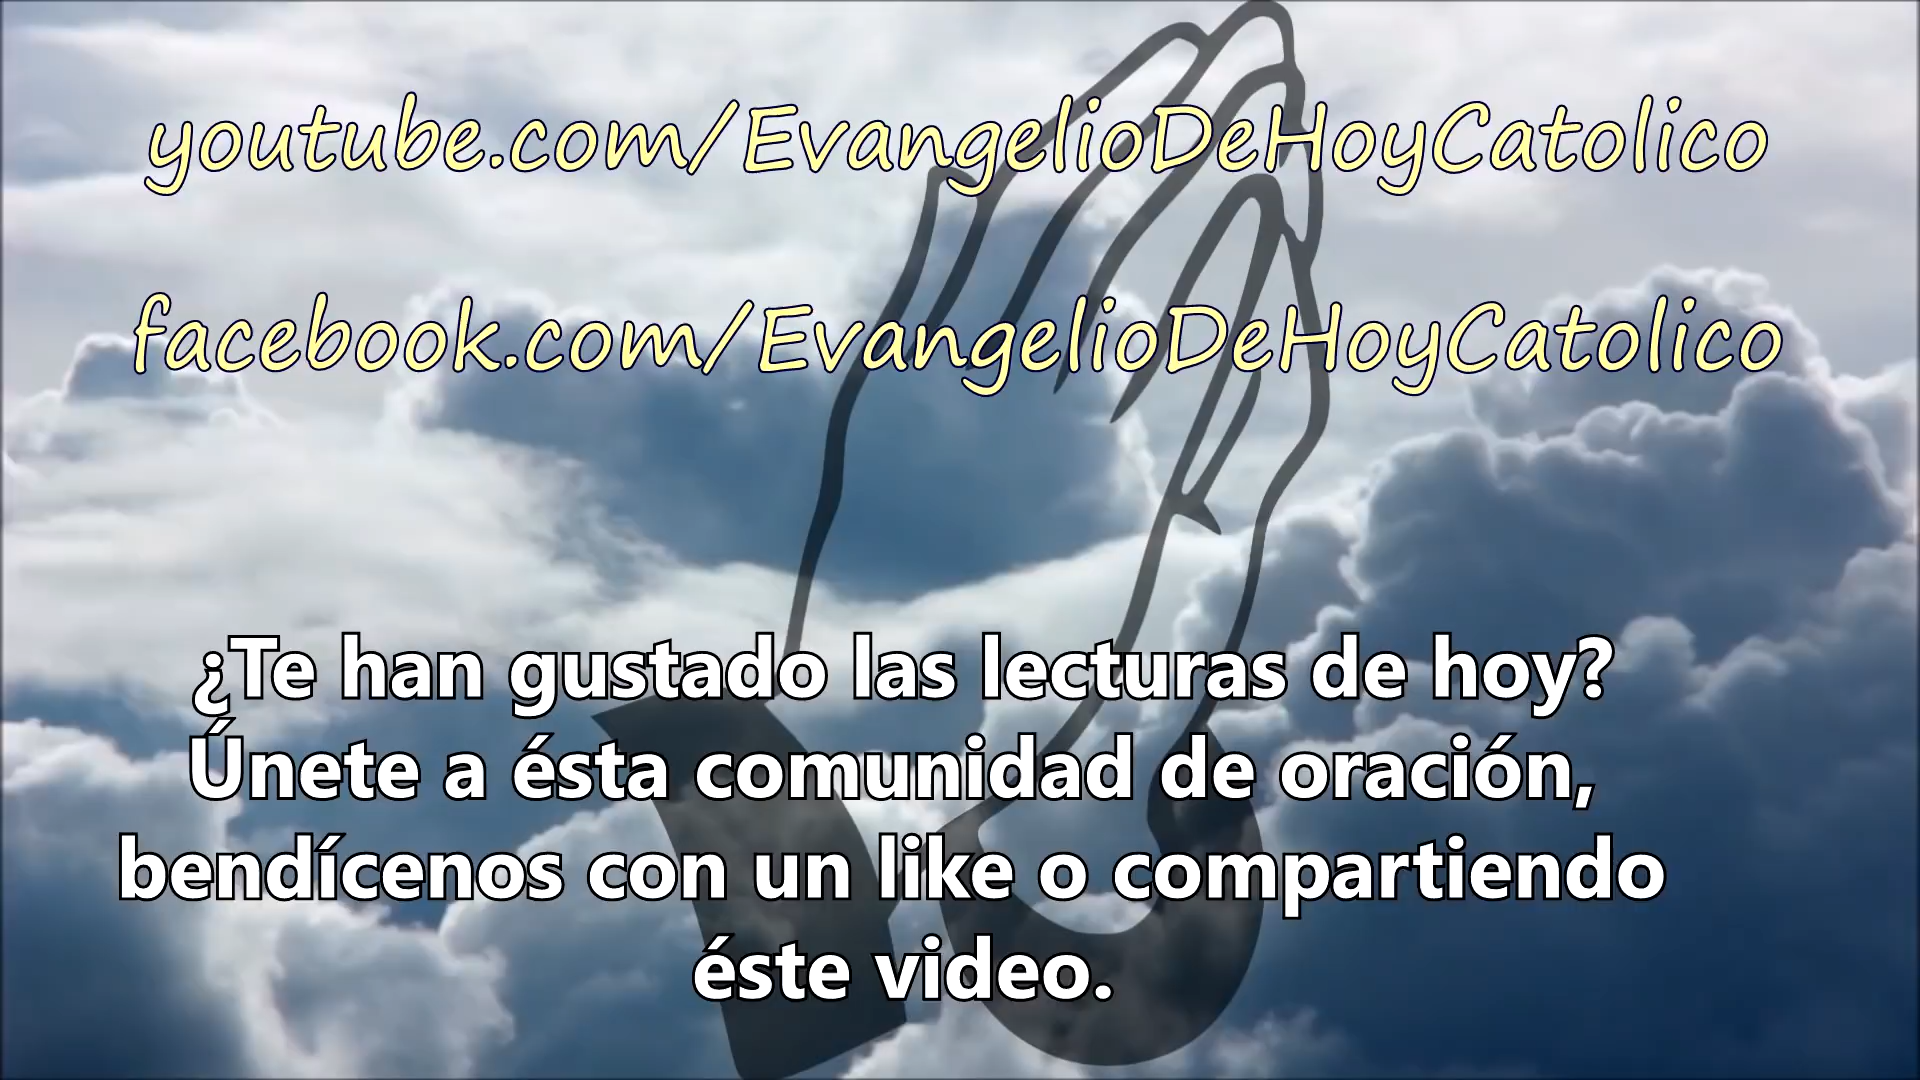 youtube.com/EvangelioDeHoyCatolico
facebook.com/EvangelioDeHoyCatolico
¿Te han gustado las lecturas de hoy?
Únete a ésta comunidad de oración,
bendícenos con un like o compartiendo
éste video.